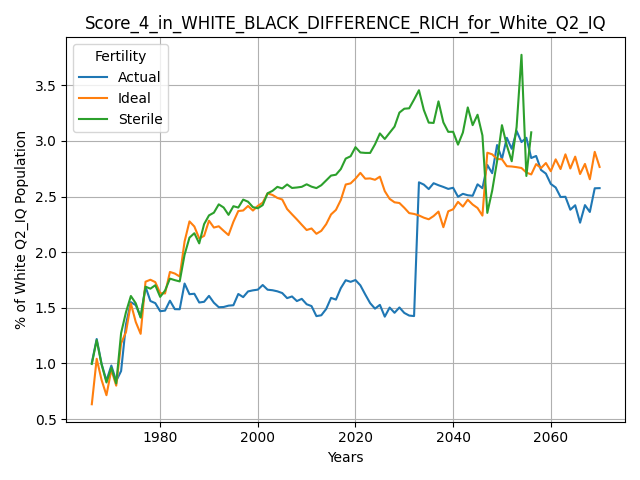 Score_4_in_WHITE_BLACK_DIFFERENCE_RICH_for_White_Q2_IQ
Fertility
Actual
Ideal
Sterile
% of White Q2_IQ Population
3.5
3.0
2.5
2.0
1.5
1.0
0.5
1980
2000
2020
2040
2060
Years